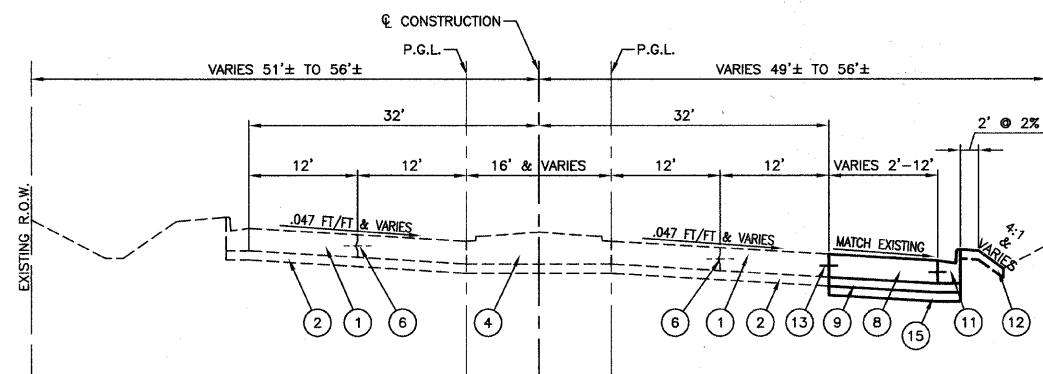 ℄ CONSTRUCTION
P.G.L.
P.G.L.
VARIES 51'± TO 56'±
VARIES 49'± TO 56'±
32'
32'
2' @ 2%
12'
12'
16' & VARIES
12'
12'
VARIES 2'-12'
EXISTING R.O.W.
.047 FT/FT & VARIES
.047 FT/FT & VARIES
MATCH EXISTING
4:1 & VARIES
2
1
6
4
6
1
2
13
9
8
15
11
12